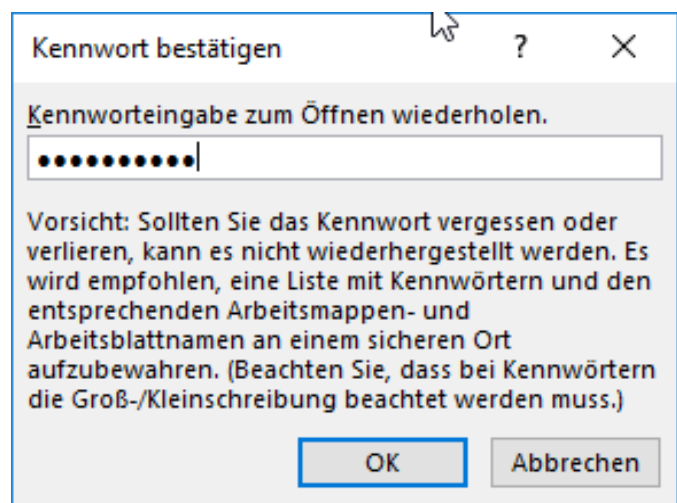 Kennwort bestätigen ?
Kennworteingabe zum Öffnen wiederholen.
●●●●●●●●●●
Vorsicht: Sollten Sie das Kennwort vergessen oder
verlieren, kann es nicht wiederhergestellt werden. Es
wird empfohlen, eine Liste mit Kennwörtern und den
entsprechenden Arbeitsmappen- und
Arbeitsblattnamen an einem sicheren Ort
aufzubewahren. (Beachten Sie, dass bei Kennwörtern
die Groß-/Kleinschreibung beachtet werden muss.)
OK Abbrechen